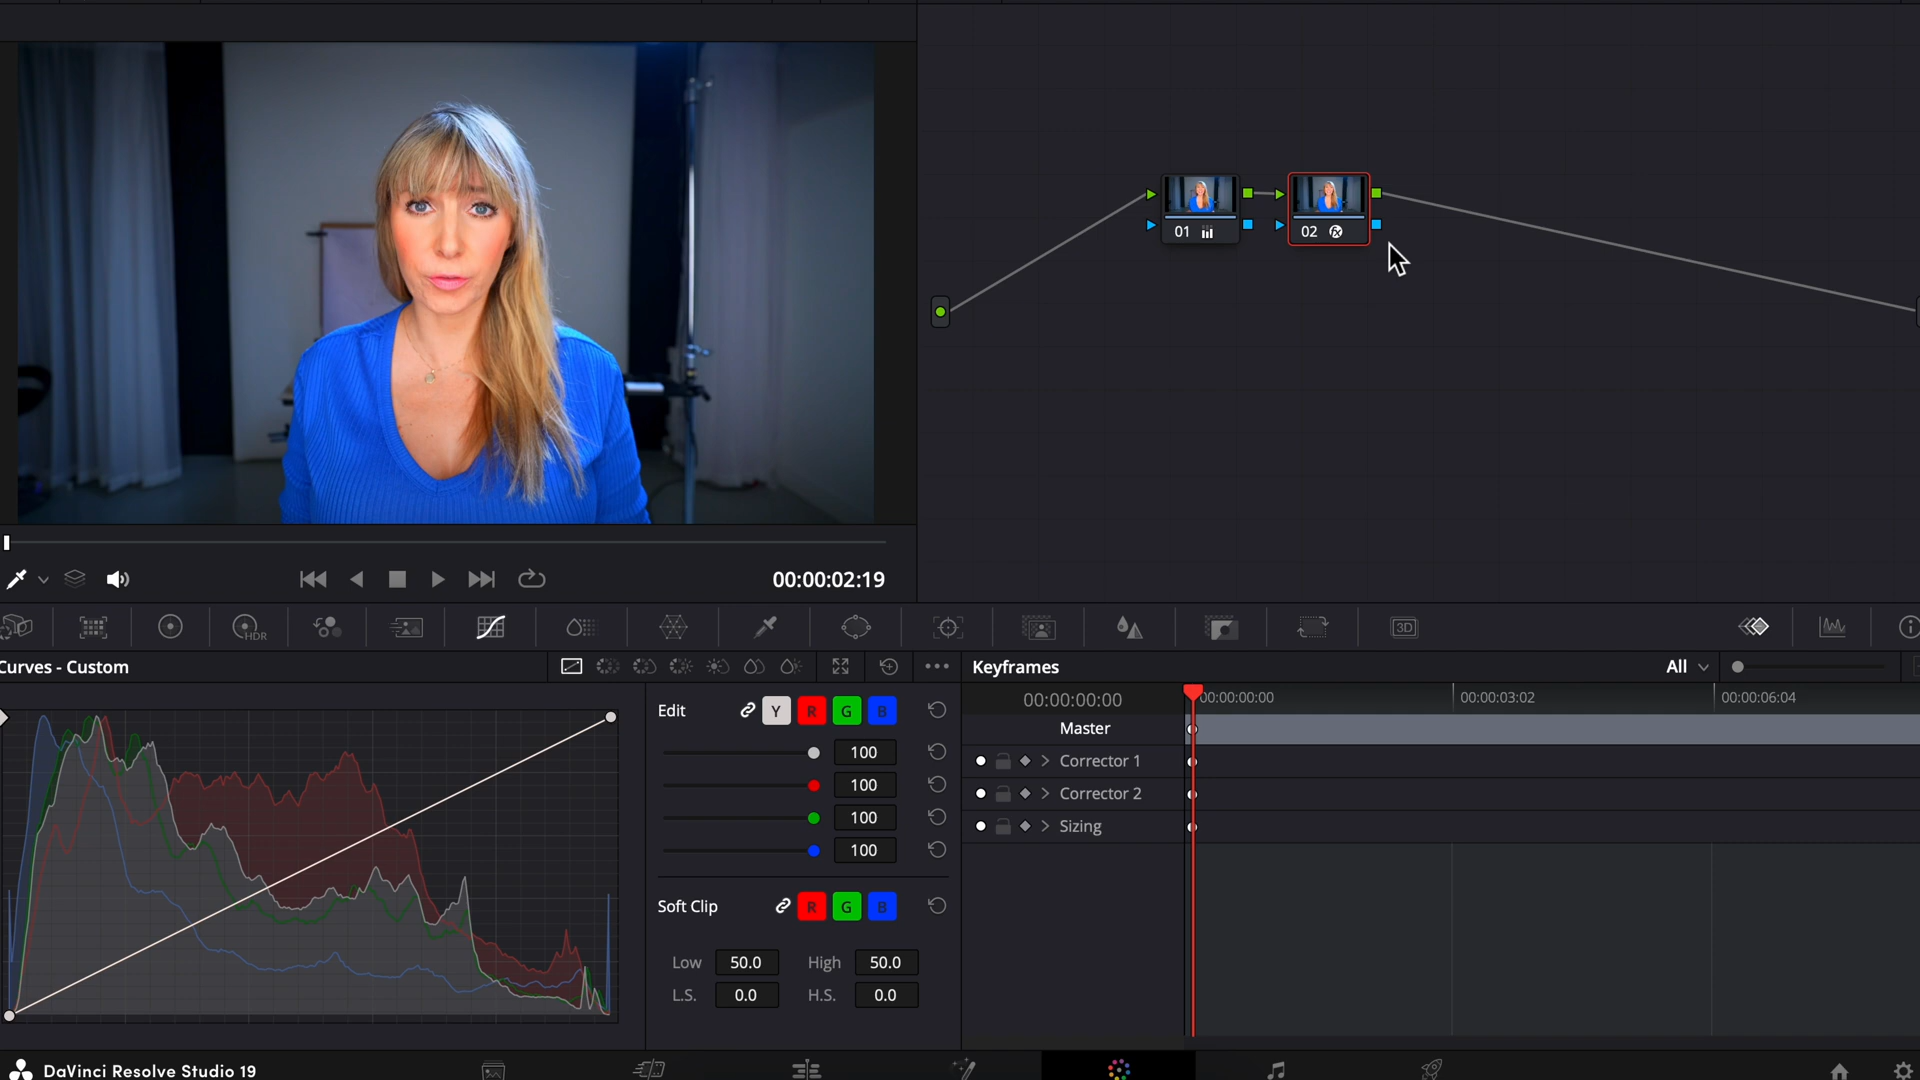 01
02
00:00:02:19
HDR
3D
Curves - Custom
Keyframes
All
Edit
Y
R
G
B
100
100
100
100
Soft Clip
R
G
B
Low
50.0
High
50.0
L.S.
0.0
H.S.
0.0
00:00:00:00
00:00:00:00
00:00:03:02
00:00:06:04
Master
Corrector 1
Corrector 2
Sizing
DaVinci Resolve Studio 19